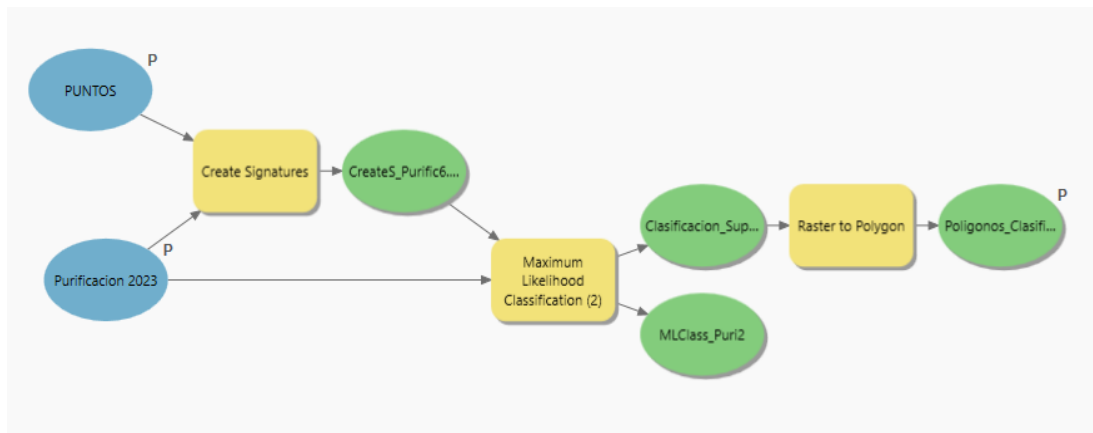 P
PUNTOS
Create Signatures
CreateS_Purific6....
P
Purificacion 2023
Maximum
Likelihood
Classification (2)
Clasificacion_Sup...
Raster to Polygon
P
Poligonos_Clasifi...
MLClass_Puri2